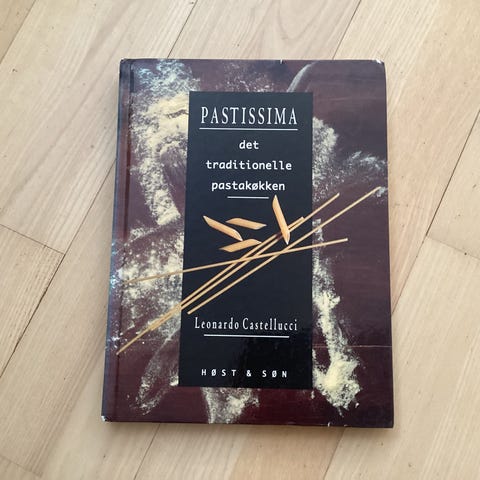 PASTISSIMA
det
traditionelle
pastakøkken
Leonardo Castellucci
HØST & SØN